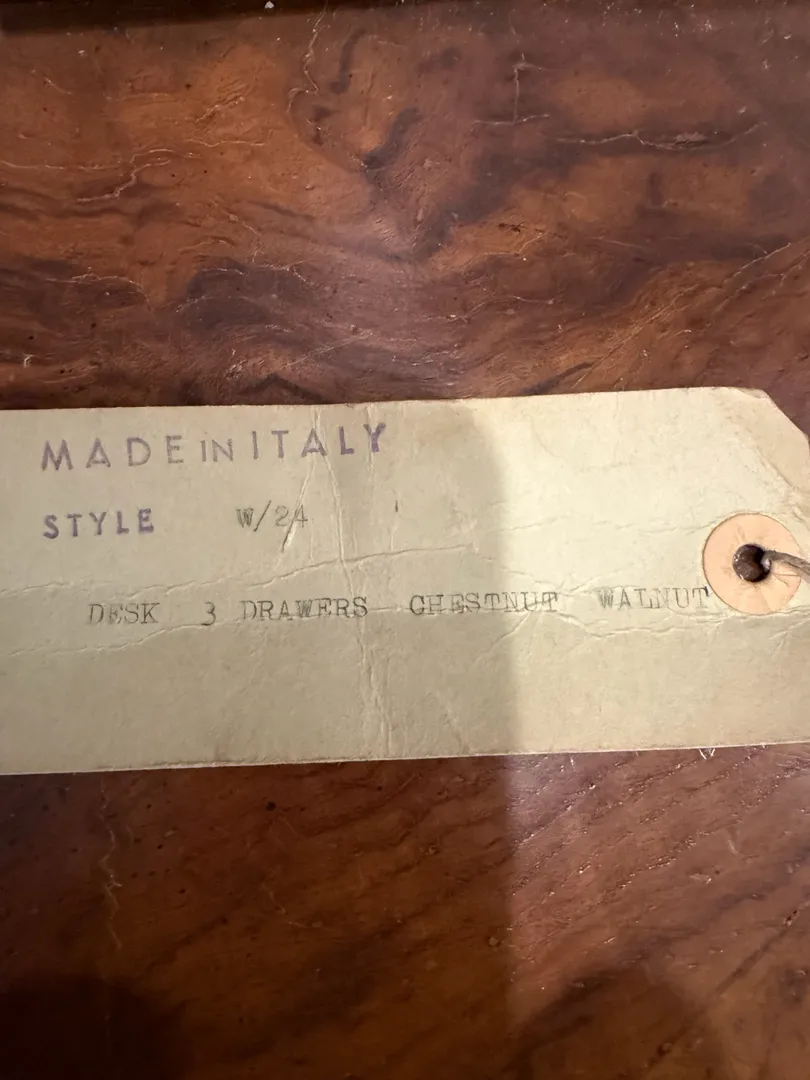 MADE IN ITALY
STYLE W/24
DESK 3 DRAWERS CHESTNUT WALNUT